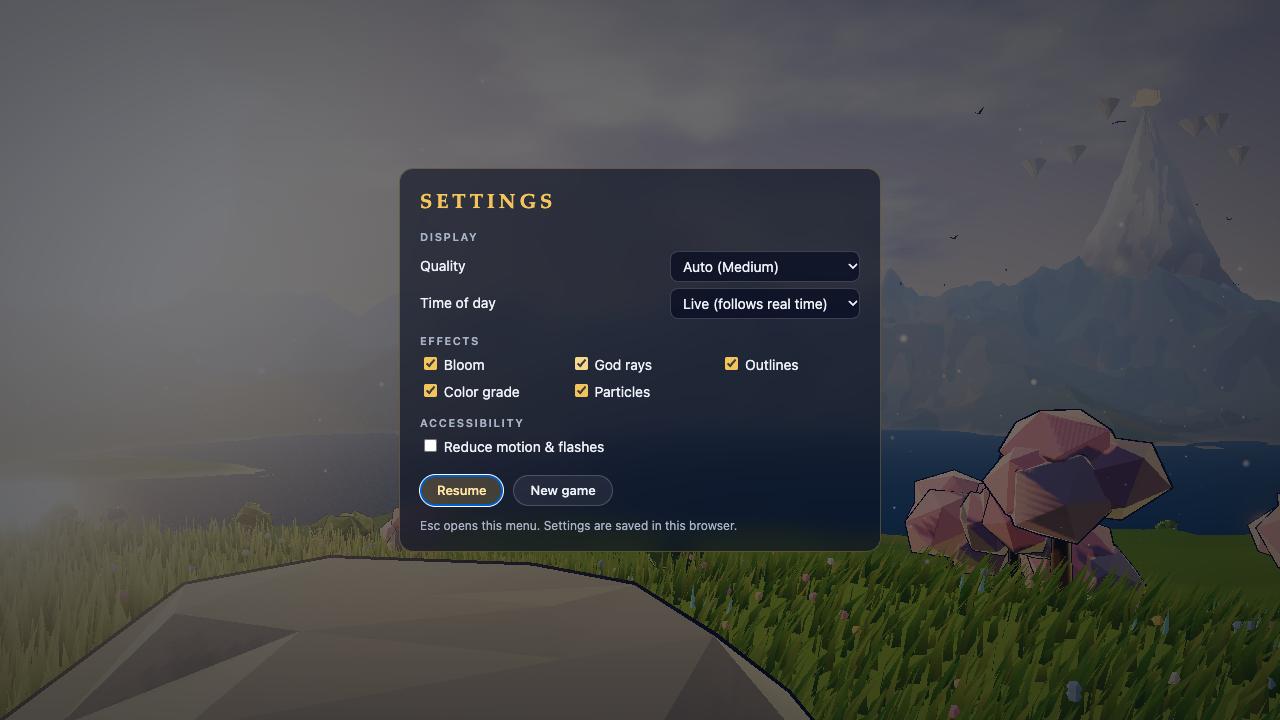 SETTINGS
DISPLAY
Quality Auto (Medium)
Time of day Live (follows real time)
EFFECTS
Bloom God rays Outlines
Color grade Particles
ACCESSIBILITY
Reduce motion & flashes
Resume New game
Esc opens this menu. Settings are saved in this browser.